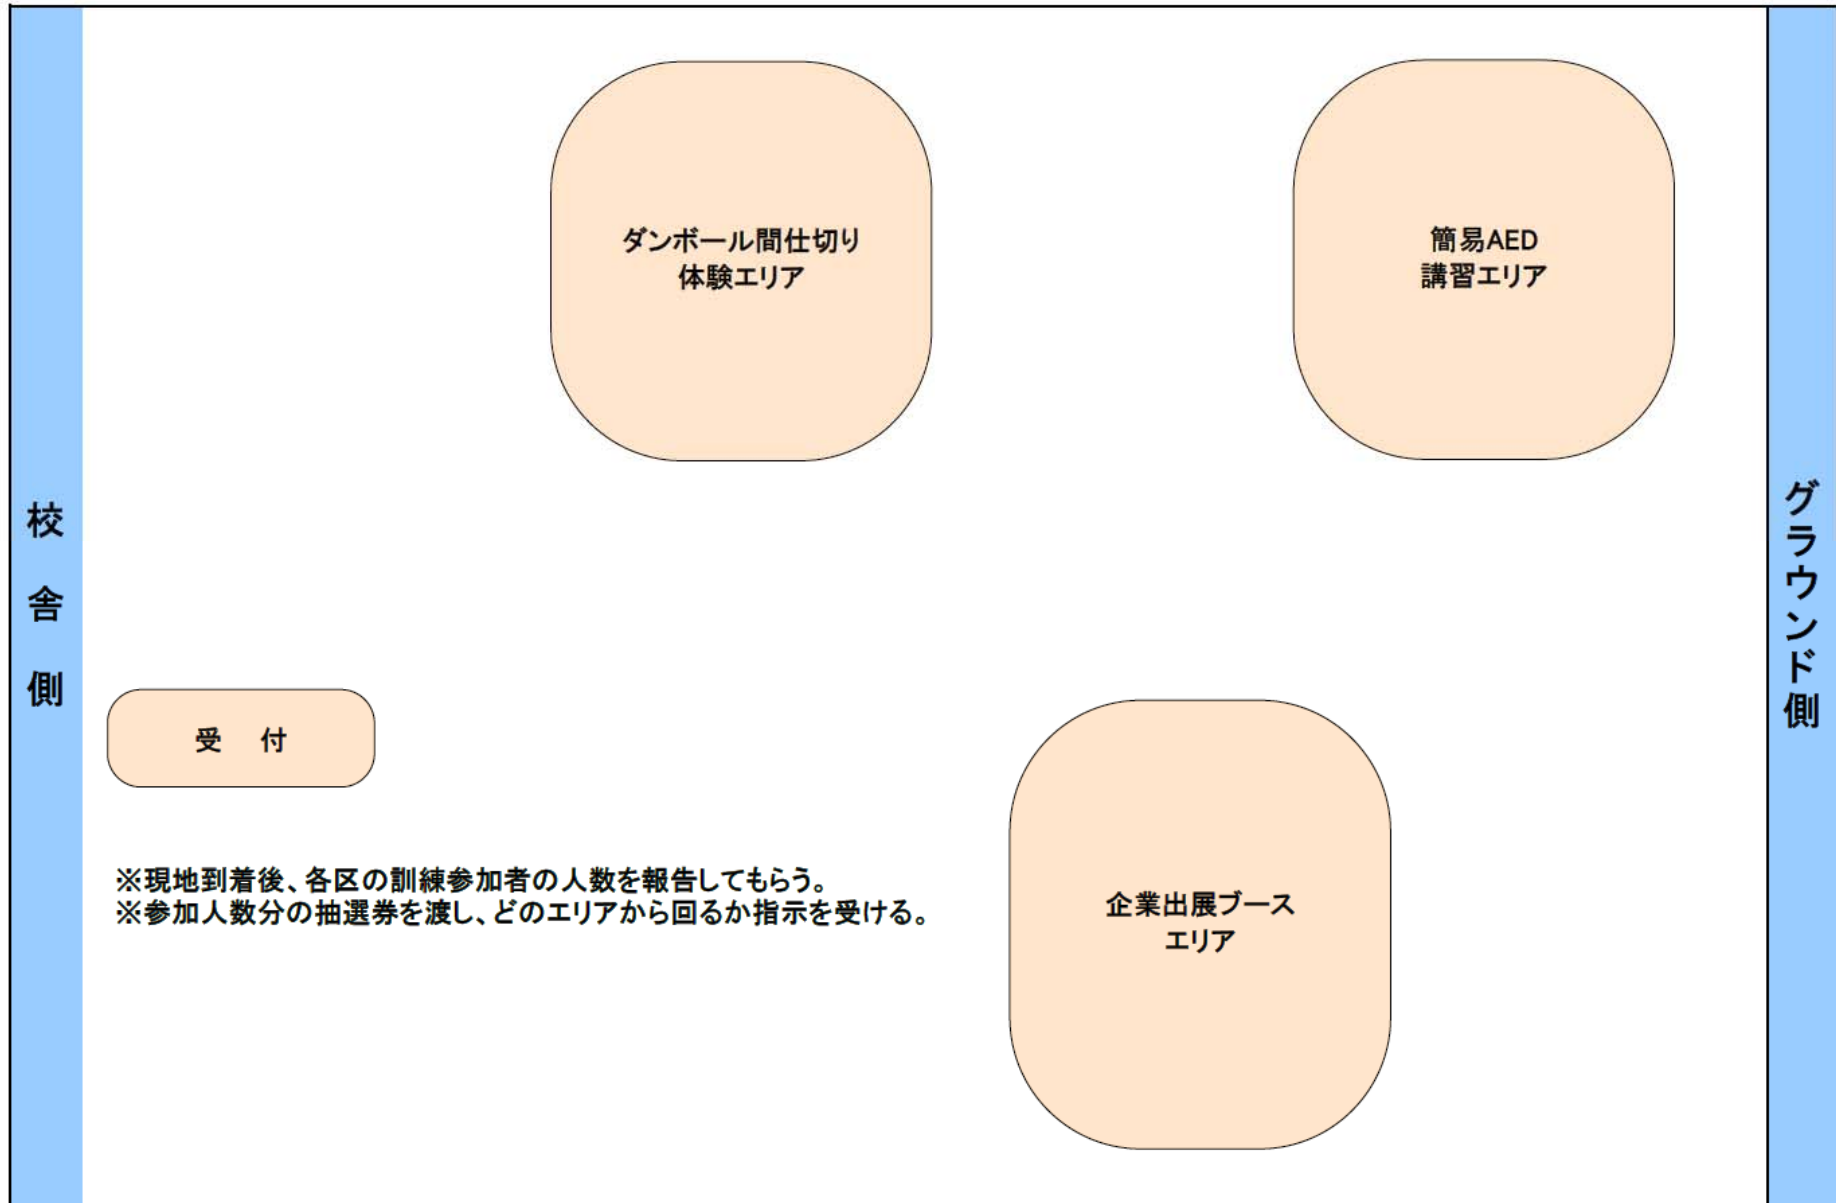 ダンボール間仕切り
体験エリア
簡易AED
講習エリア
校舎側
グラウンド側
受　付
※現地到着後、各区の訓練参加者の人数を報告してもらう。
※参加人数分の抽選券を渡し、どのエリアから回るか指示を受ける。
企業出展ブース
エリア